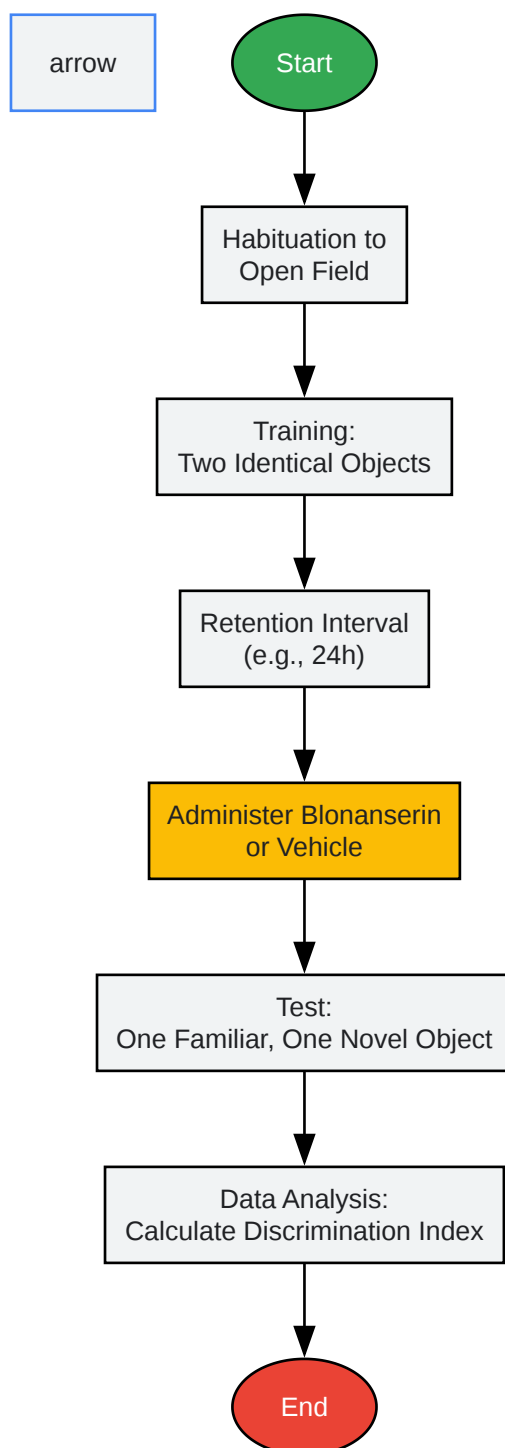 arrow
Start
Habituation to
Open Field
Training:
Two Identical Objects
Retention Interval
(e.g., 24h)
Administer Blonanserin
or Vehicle
Test:
One Familiar, One Novel Object
Data Analysis:
Calculate Discrimination Index
End